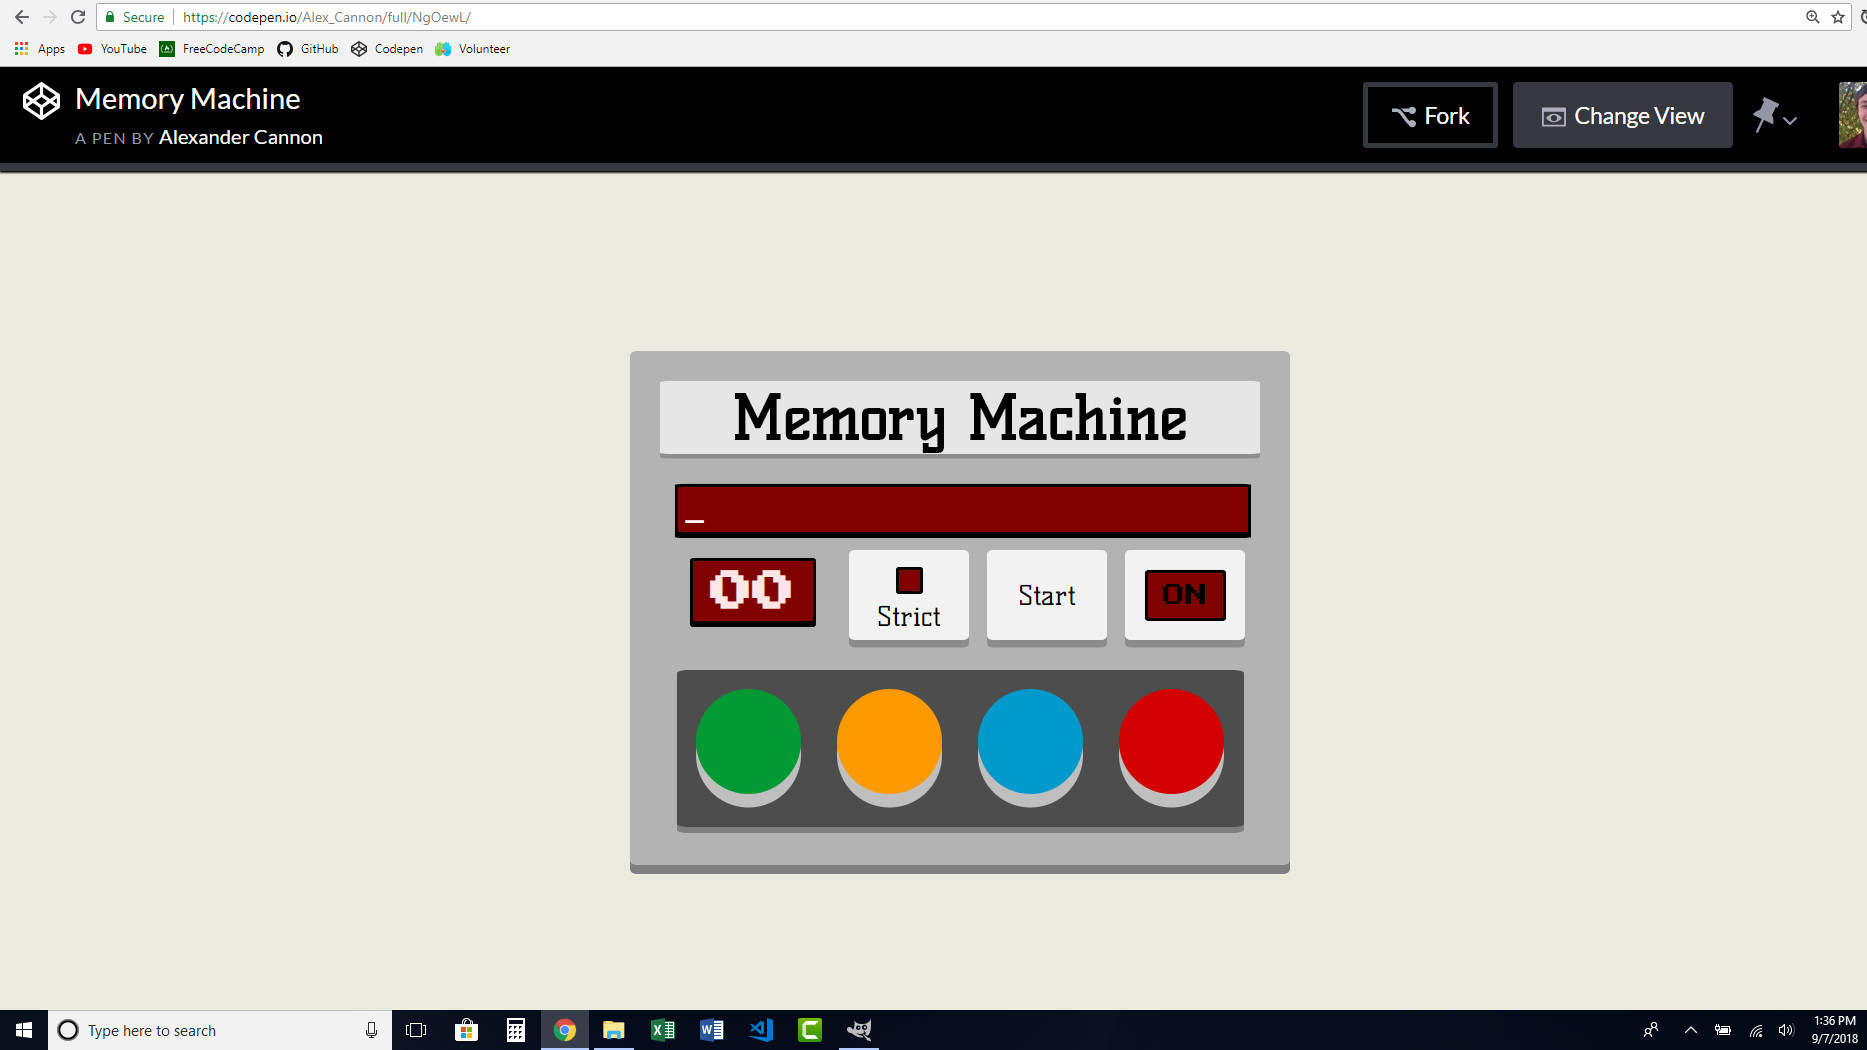 Secure https://codepen.io/Alex_Cannon/full/NgOewL/
Apps YouTube FreeCodeCamp GitHub Codepen Volunteer
Memory Machine
A PEN BY Alexander Cannon
Fork
Change View
Memory Machine
_
00
Strict
Start
ON
Type here to search
1:36 PM
9/7/2018